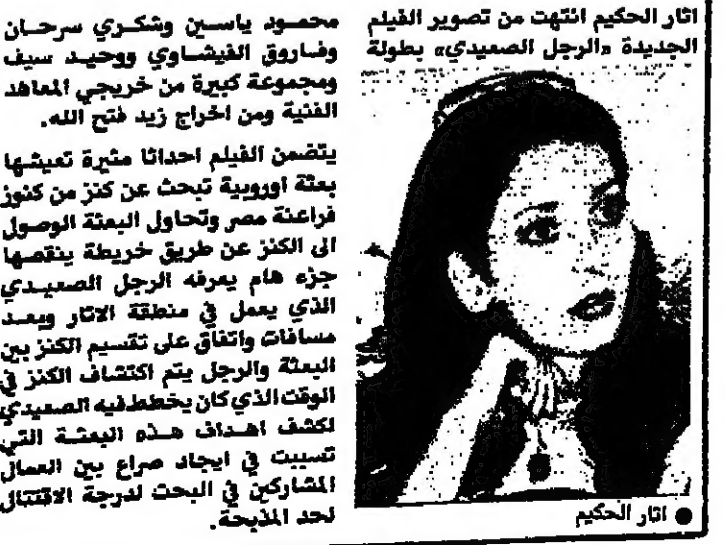 اثار الحكيم انتهت من تصوير الفيلم
الجديدة «الرجل الصعيدي» بطولة
● اثار الحكيم
محمود ياسين وشكري سرحان
وفاروق الفيشاوي ووحيد سيف
ومجموعة كبيرة من خريجي المعاهد
الفنية ومن اخراج زيد فتح الله.
يتضمن الفيلم احداثا مثيرة تعيشها
بعثة اوروبية تبحث عن كنز من كنوز
فراعنة مصر وتحاول البعثة الوصول
الى الكنز عن طريق خريطة ينقصها
جزء هام يعرفه الرجل الصعيدي
الذي يعمل في منطقة الاثار وبعد
مسافات واتفاق على تقسيم الكنز بين
البعثة والرجل يتم اكتشاف الكنز في
الوقت الذي كان يخطط فيه الصعيدي
لكشف اهداف هذه البعثة التي
تسببت في ايجاد صراع بين العمال
المشاركين في البحث لدرجة الاقتتال
لحد المذبحة.